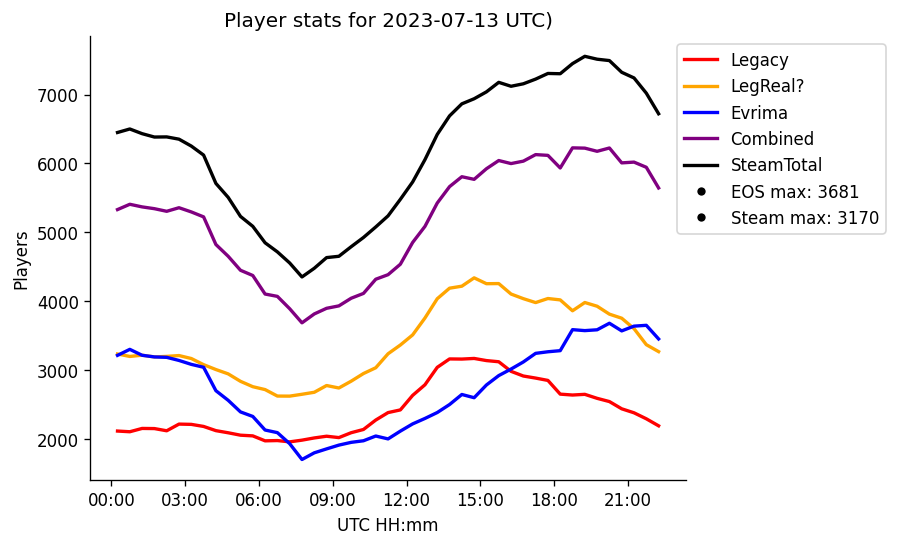 Player stats for 2023-07-13 UTC)
Legacy
LegReal?
Evrima
Combined
SteamTotal
EOS max: 3681
Steam max: 3170
7000
6000
5000
4000
3000
2000
Players
00:00 03:00 06:00 09:00 12:00 15:00 18:00 21:00
UTC HH:mm